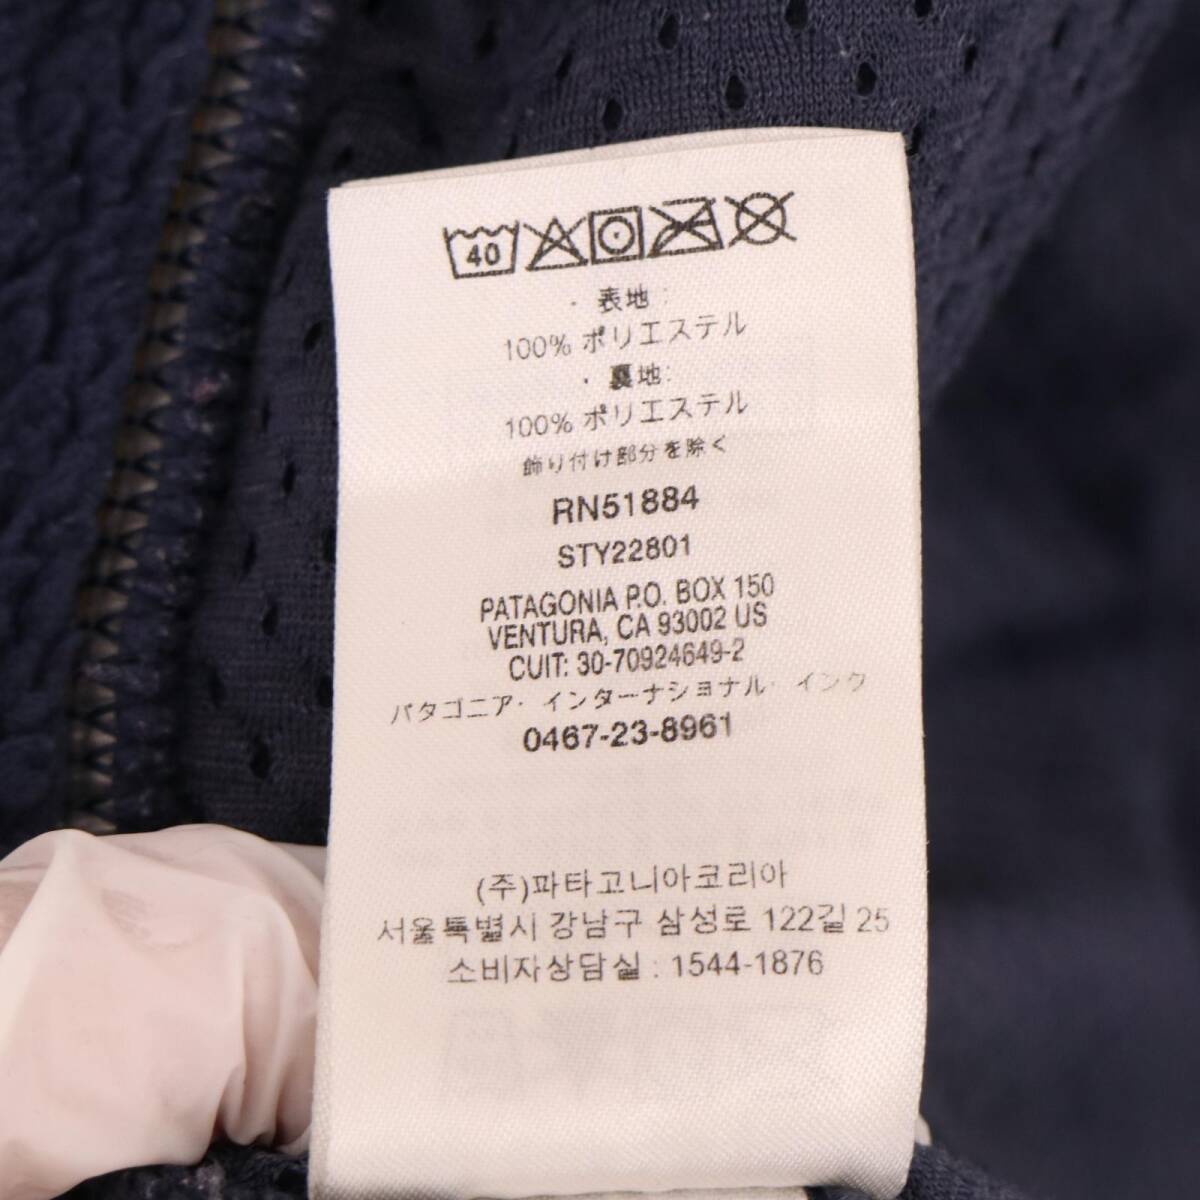 40
・表地:
100% ポリエステル
・裏地:
100% ポリエステル
飾り付け部分を除く
RN51884
STY22801
PATAGONIA P.O. BOX 150
VENTURA, CA 93002 US
CUIT: 30-70924649-2
パタゴニア・インターナショナル・インク
0467-23-8961
(주)파타고니아코리아
서울특별시 강남구 삼성로 122길 25
소비자상담실 : 1544-1876